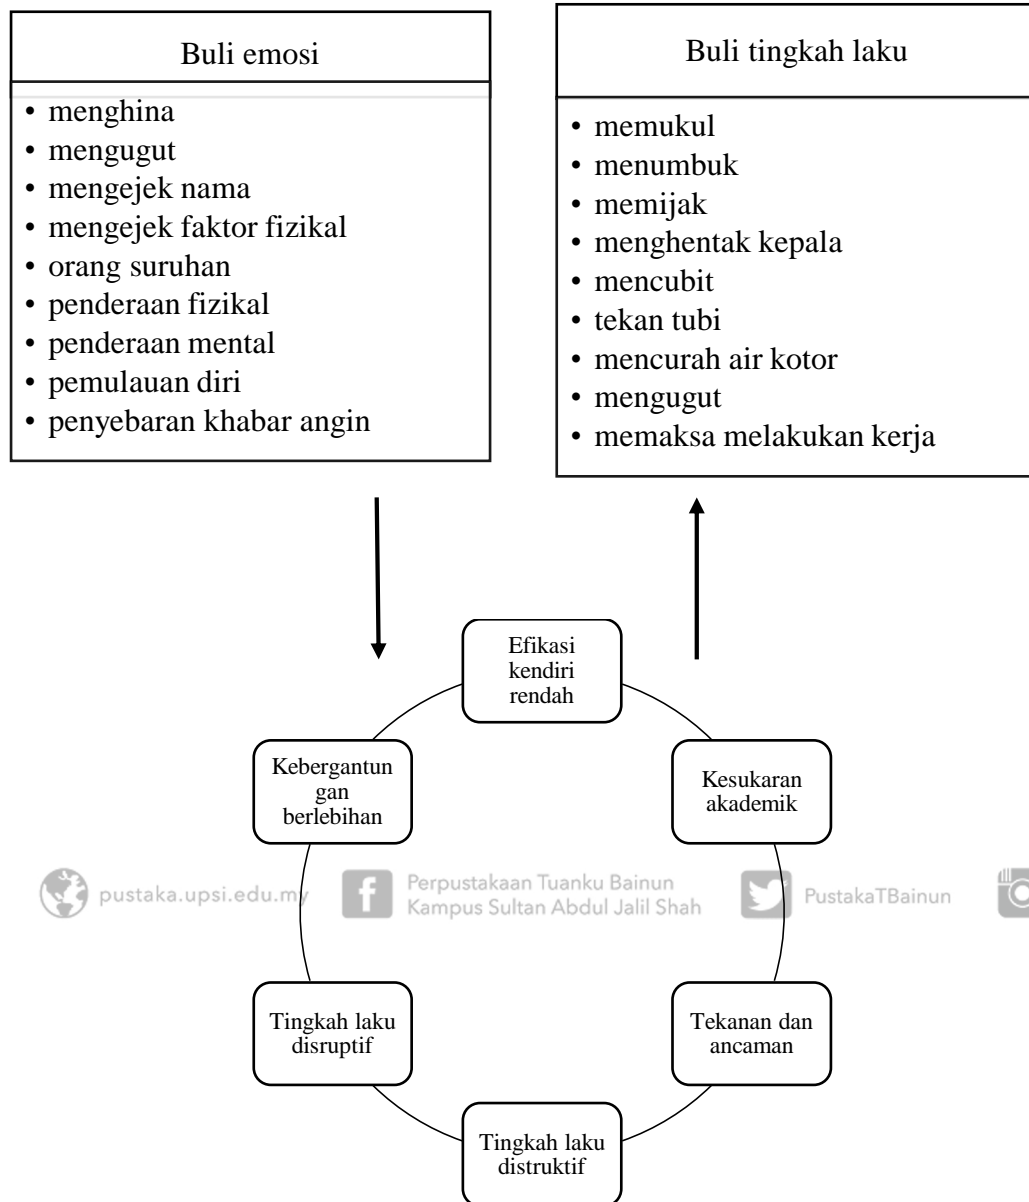 Buli emosi
• menghina
• mengugut
• mengejek nama
• mengejek faktor fizikal
• orang suruhan
• penderaan fizikal
• penderaan mental
• pemulauan diri
• penyebaran khabar angin
Buli tingkah laku
• memukul
• menumbuk
• memijak
• menghentak kepala
• mencubit
• tekan tubi
• mencurah air kotor
• mengugut
• memaksa melakukan kerja
Efikasi
kendiri
rendah
Kebergantun
gan
berlebihan
Kesukaran
akademik
pustaka.upsi.edu.my
Perpustakaan Tuanku Bainun
Kampus Sultan Abdul Jalil Shah
PustakaTBainun
Tingkah laku
disruptif
Tekanan dan
ancaman
Tingkah laku
distruktif